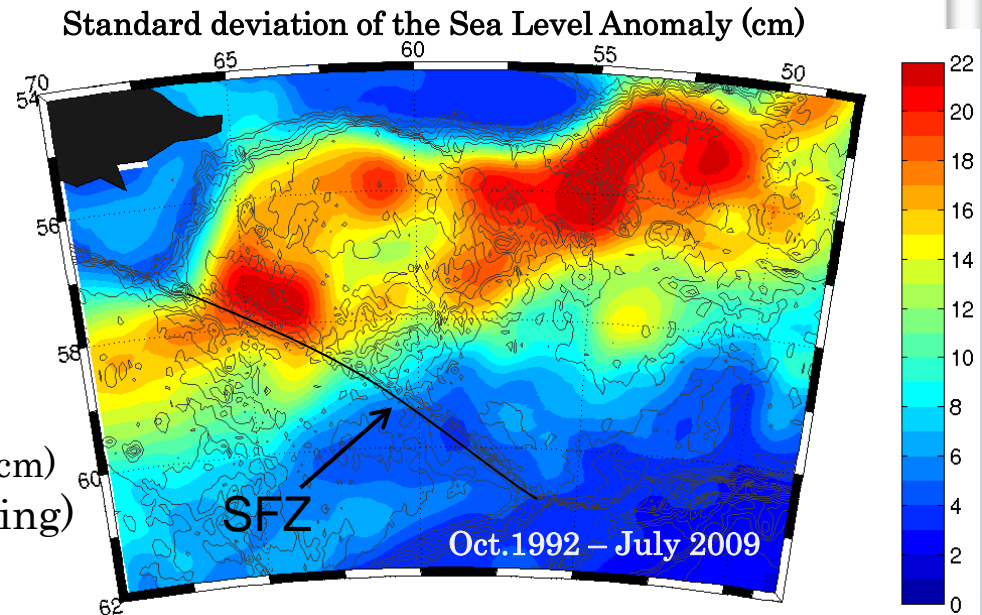 Standard deviation of the Sea Level Anomaly (cm)
70 65 60 55 50
54
56
58
60
62
cm)
ing)
SFZ
Oct.1992 – July 2009
22
20
18
16
14
12
10
8
6
4
2
0